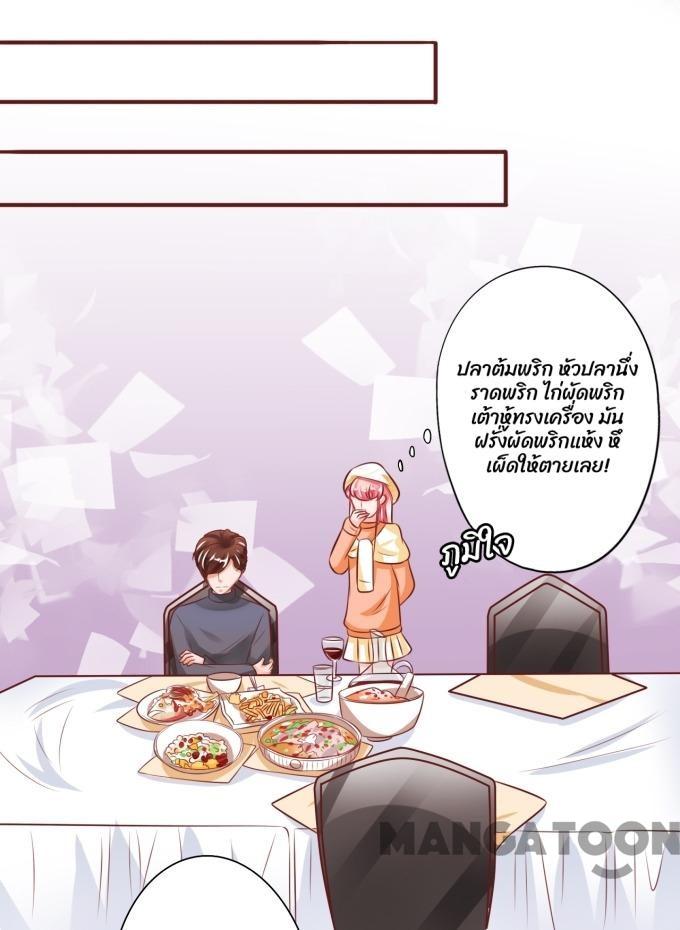 ปลาต้มพริก หัวปลานึ่ง
ราดพริก ไก่ผัดพริก
เต้าหู้ทรงเครื่อง มัน
ฝรั่งผัดพริกแห้ง หึ
เผ็ดให้ตายเลย!
ภูมิใจ
MANGATOON